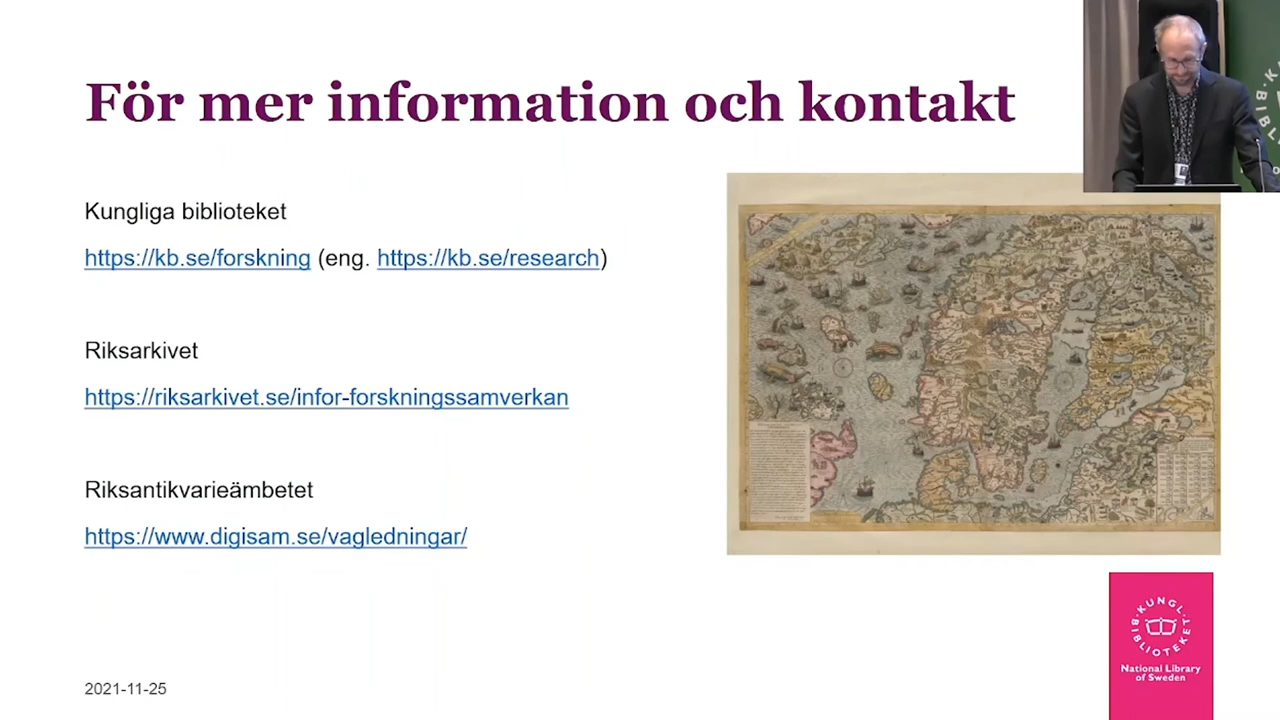 För mer information och kontakt
Kungliga biblioteket
https://kb.se/forskning (eng. https://kb.se/research)
Riksarkivet
https://riksarkivet.se/infor-forskningssamverkan
Riksantikvarieämbetet
https://www.digisam.se/vagledningar/
2021-11-25
KUNGL.
BIBLIOTEKET
National Library
of Sweden